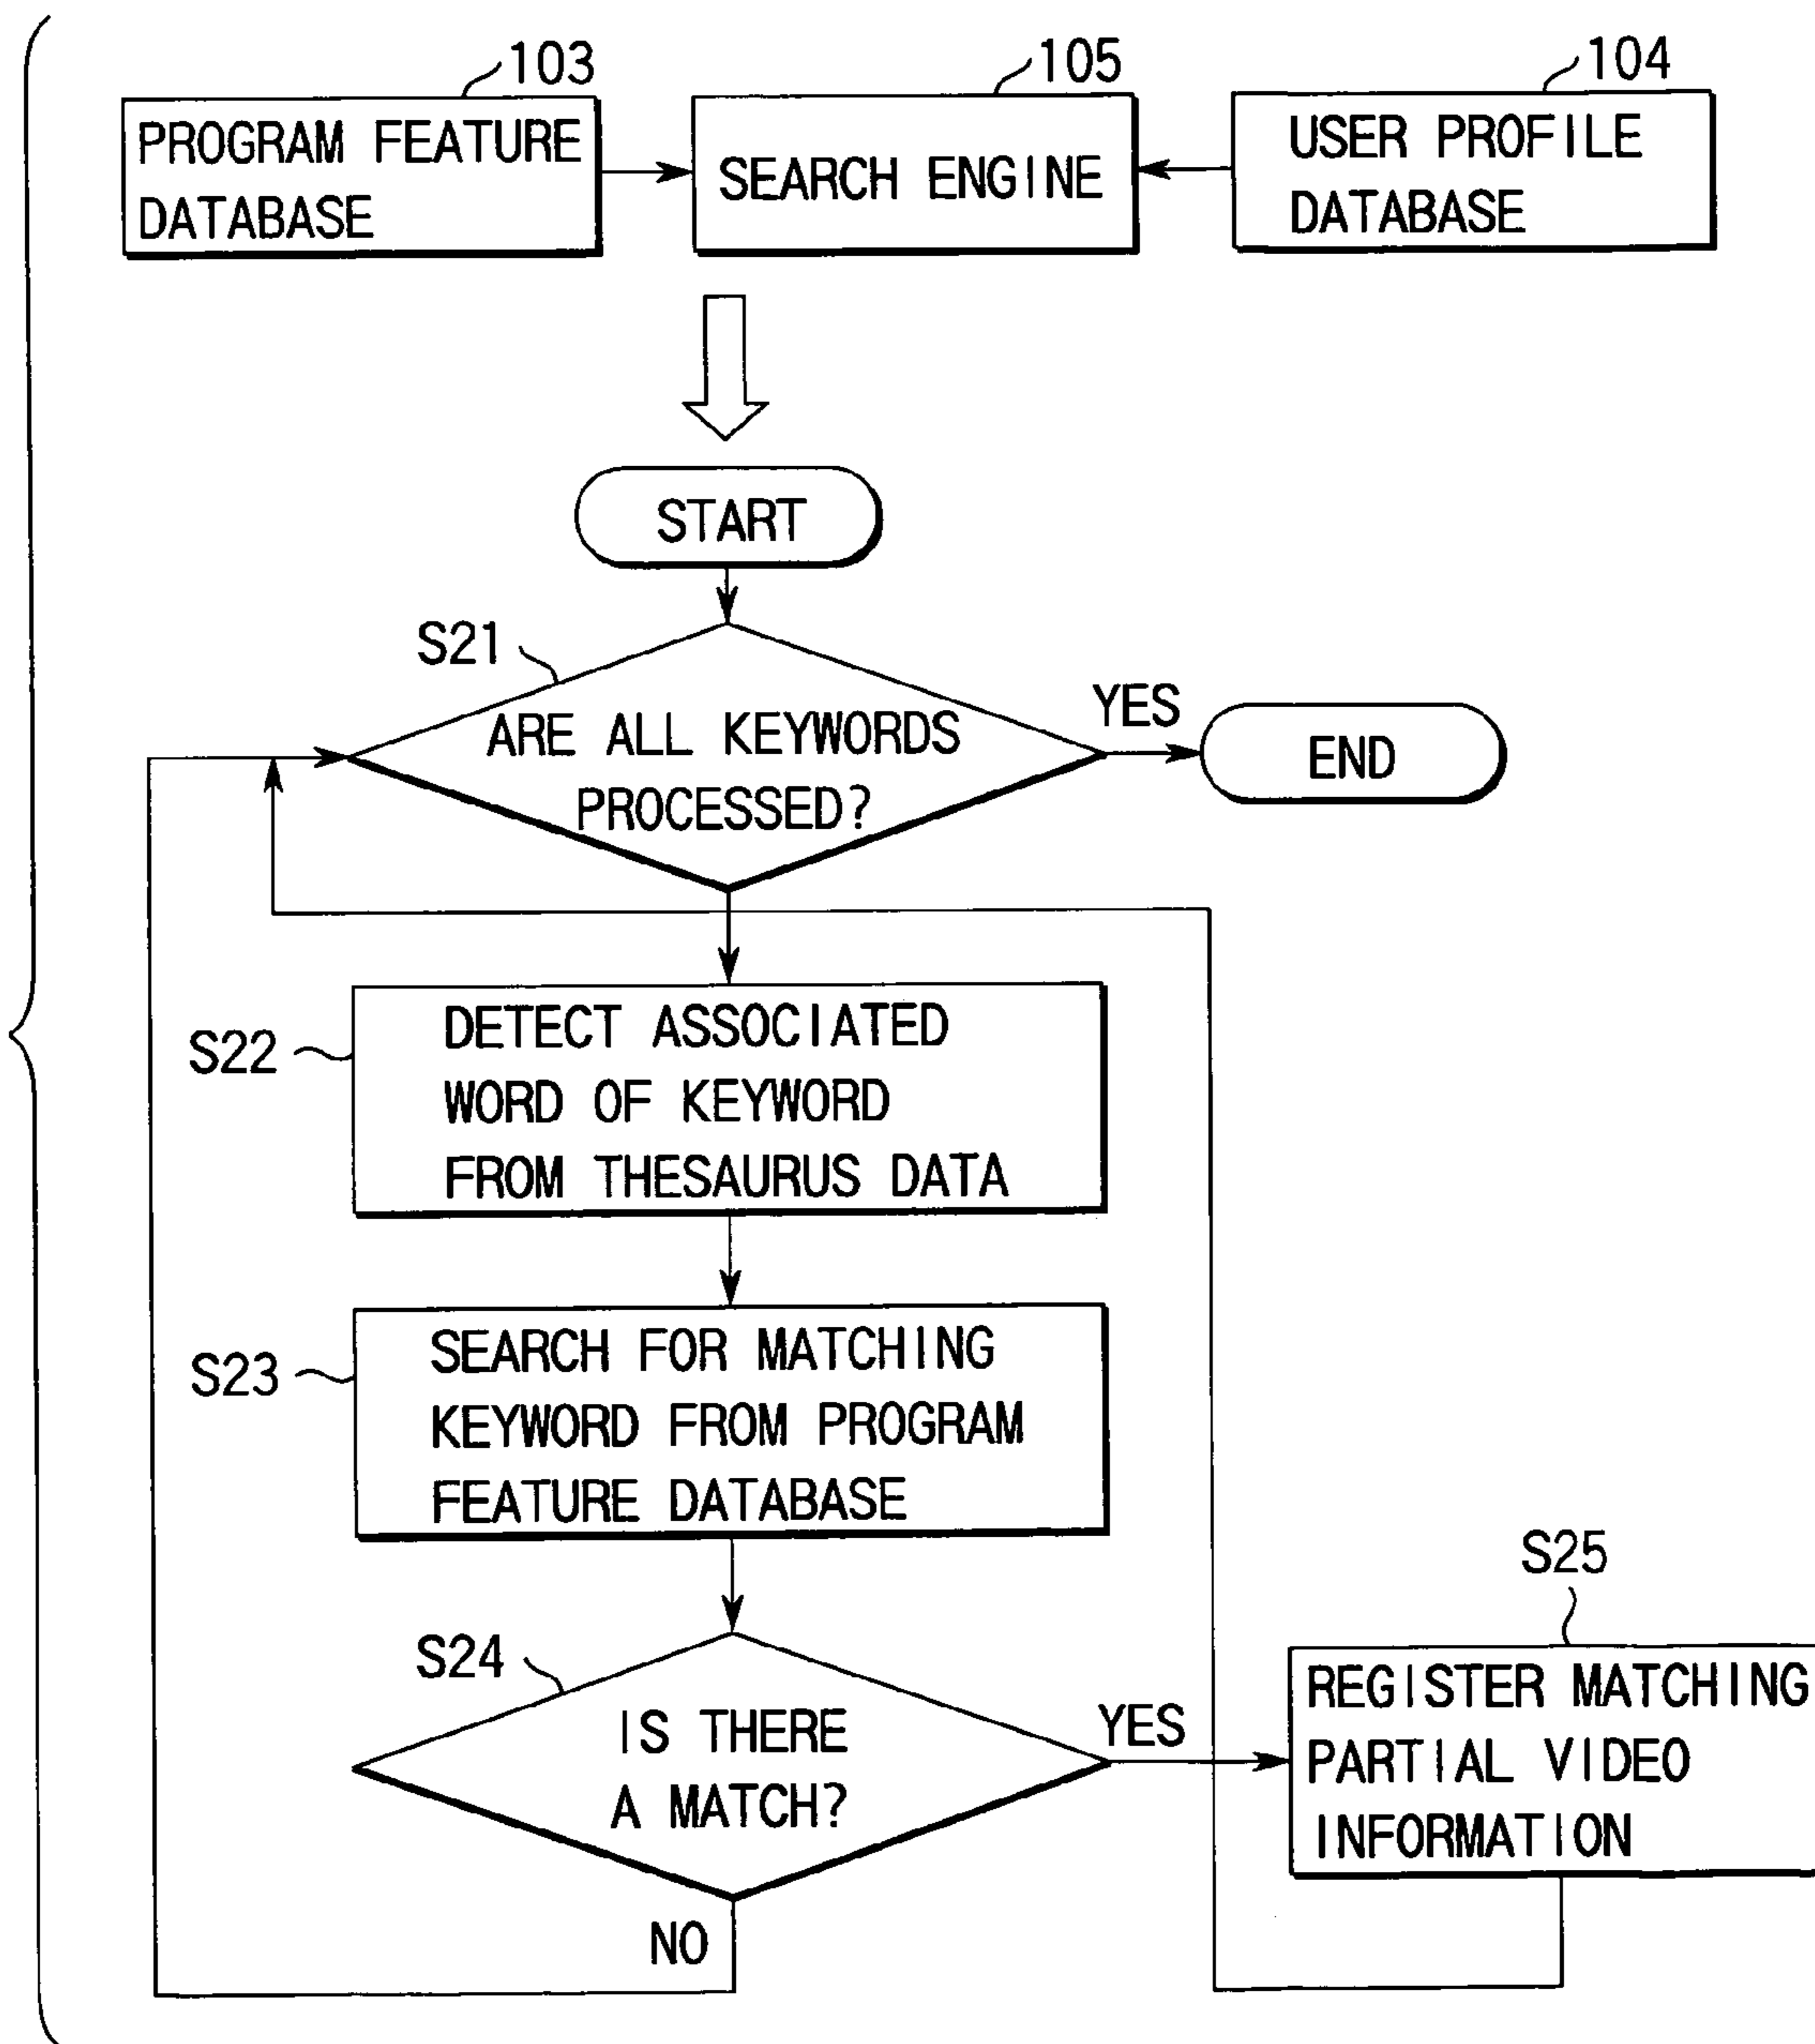 103
105
104
PROGRAM FEATURE
DATABASE
SEARCH ENGINE
USER PROFILE
DATABASE
START
S21
ARE ALL KEYWORDS
PROCESSED?
YES
END
S22
DETECT ASSOCIATED
WORD OF KEYWORD
FROM THESAURUS DATA
S23
SEARCH FOR MATCHING
KEYWORD FROM PROGRAM
FEATURE DATABASE
S24
IS THERE
A MATCH?
YES
NO
S25
REGISTER MATCHING
PARTIAL VIDEO
INFORMATION